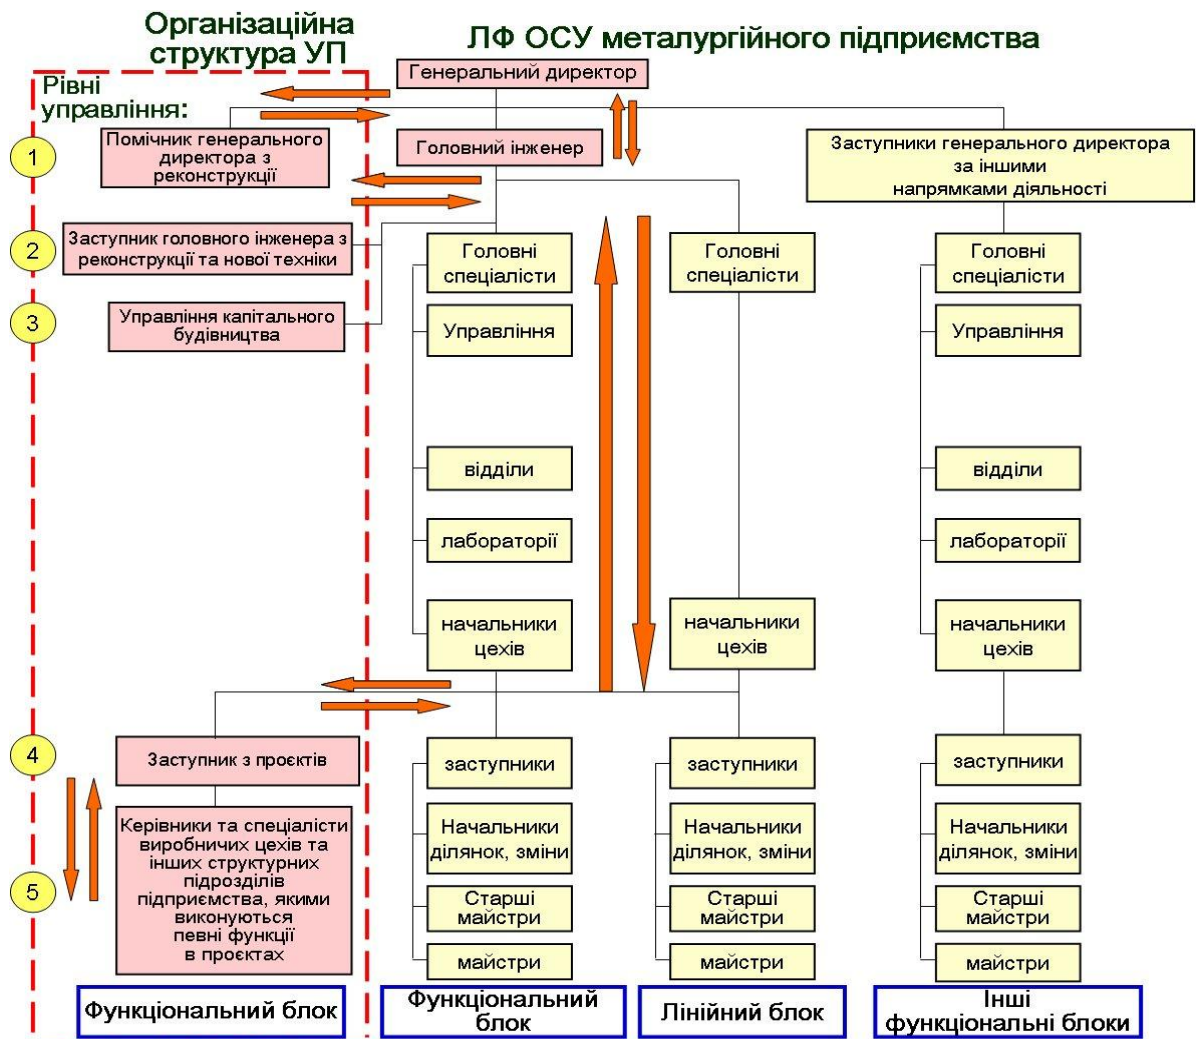 Організаційна
структура УП
ЛФ ОСУ металургійного підприємства
Рівні
управління:
Генеральний директор
1
Помічник генерального
директора з
реконструкції
Головний інженер
Заступники генерального директора
за іншими
напрямками діяльності
2
Заступник головного інженера з
реконструкції та нової техніки
Головні
спеціалісти
Головні
спеціалісти
Головні
спеціалісти
3
Управління капітального
будівництва
Управління
Управління
відділи
відділи
лабораторії
лабораторії
начальники
цехів
начальники
цехів
начальники
цехів
4
Заступник з проєктів
заступники
заступники
заступники
5
Керівники та спеціалісти
виробничих цехів та
інших структурних
підрозділів
підприємства, якими
виконуються
певні функції
в проєктах
Начальники
ділянок, зміни
Начальники
ділянок, зміни
Начальники
ділянок, зміни
Старші
майстри
Старші
майстри
Старші
майстри
майстри
майстри
майстри
Функціональний блок
Функціональний
блок
Лінійний блок
Інші
функціональні блоки